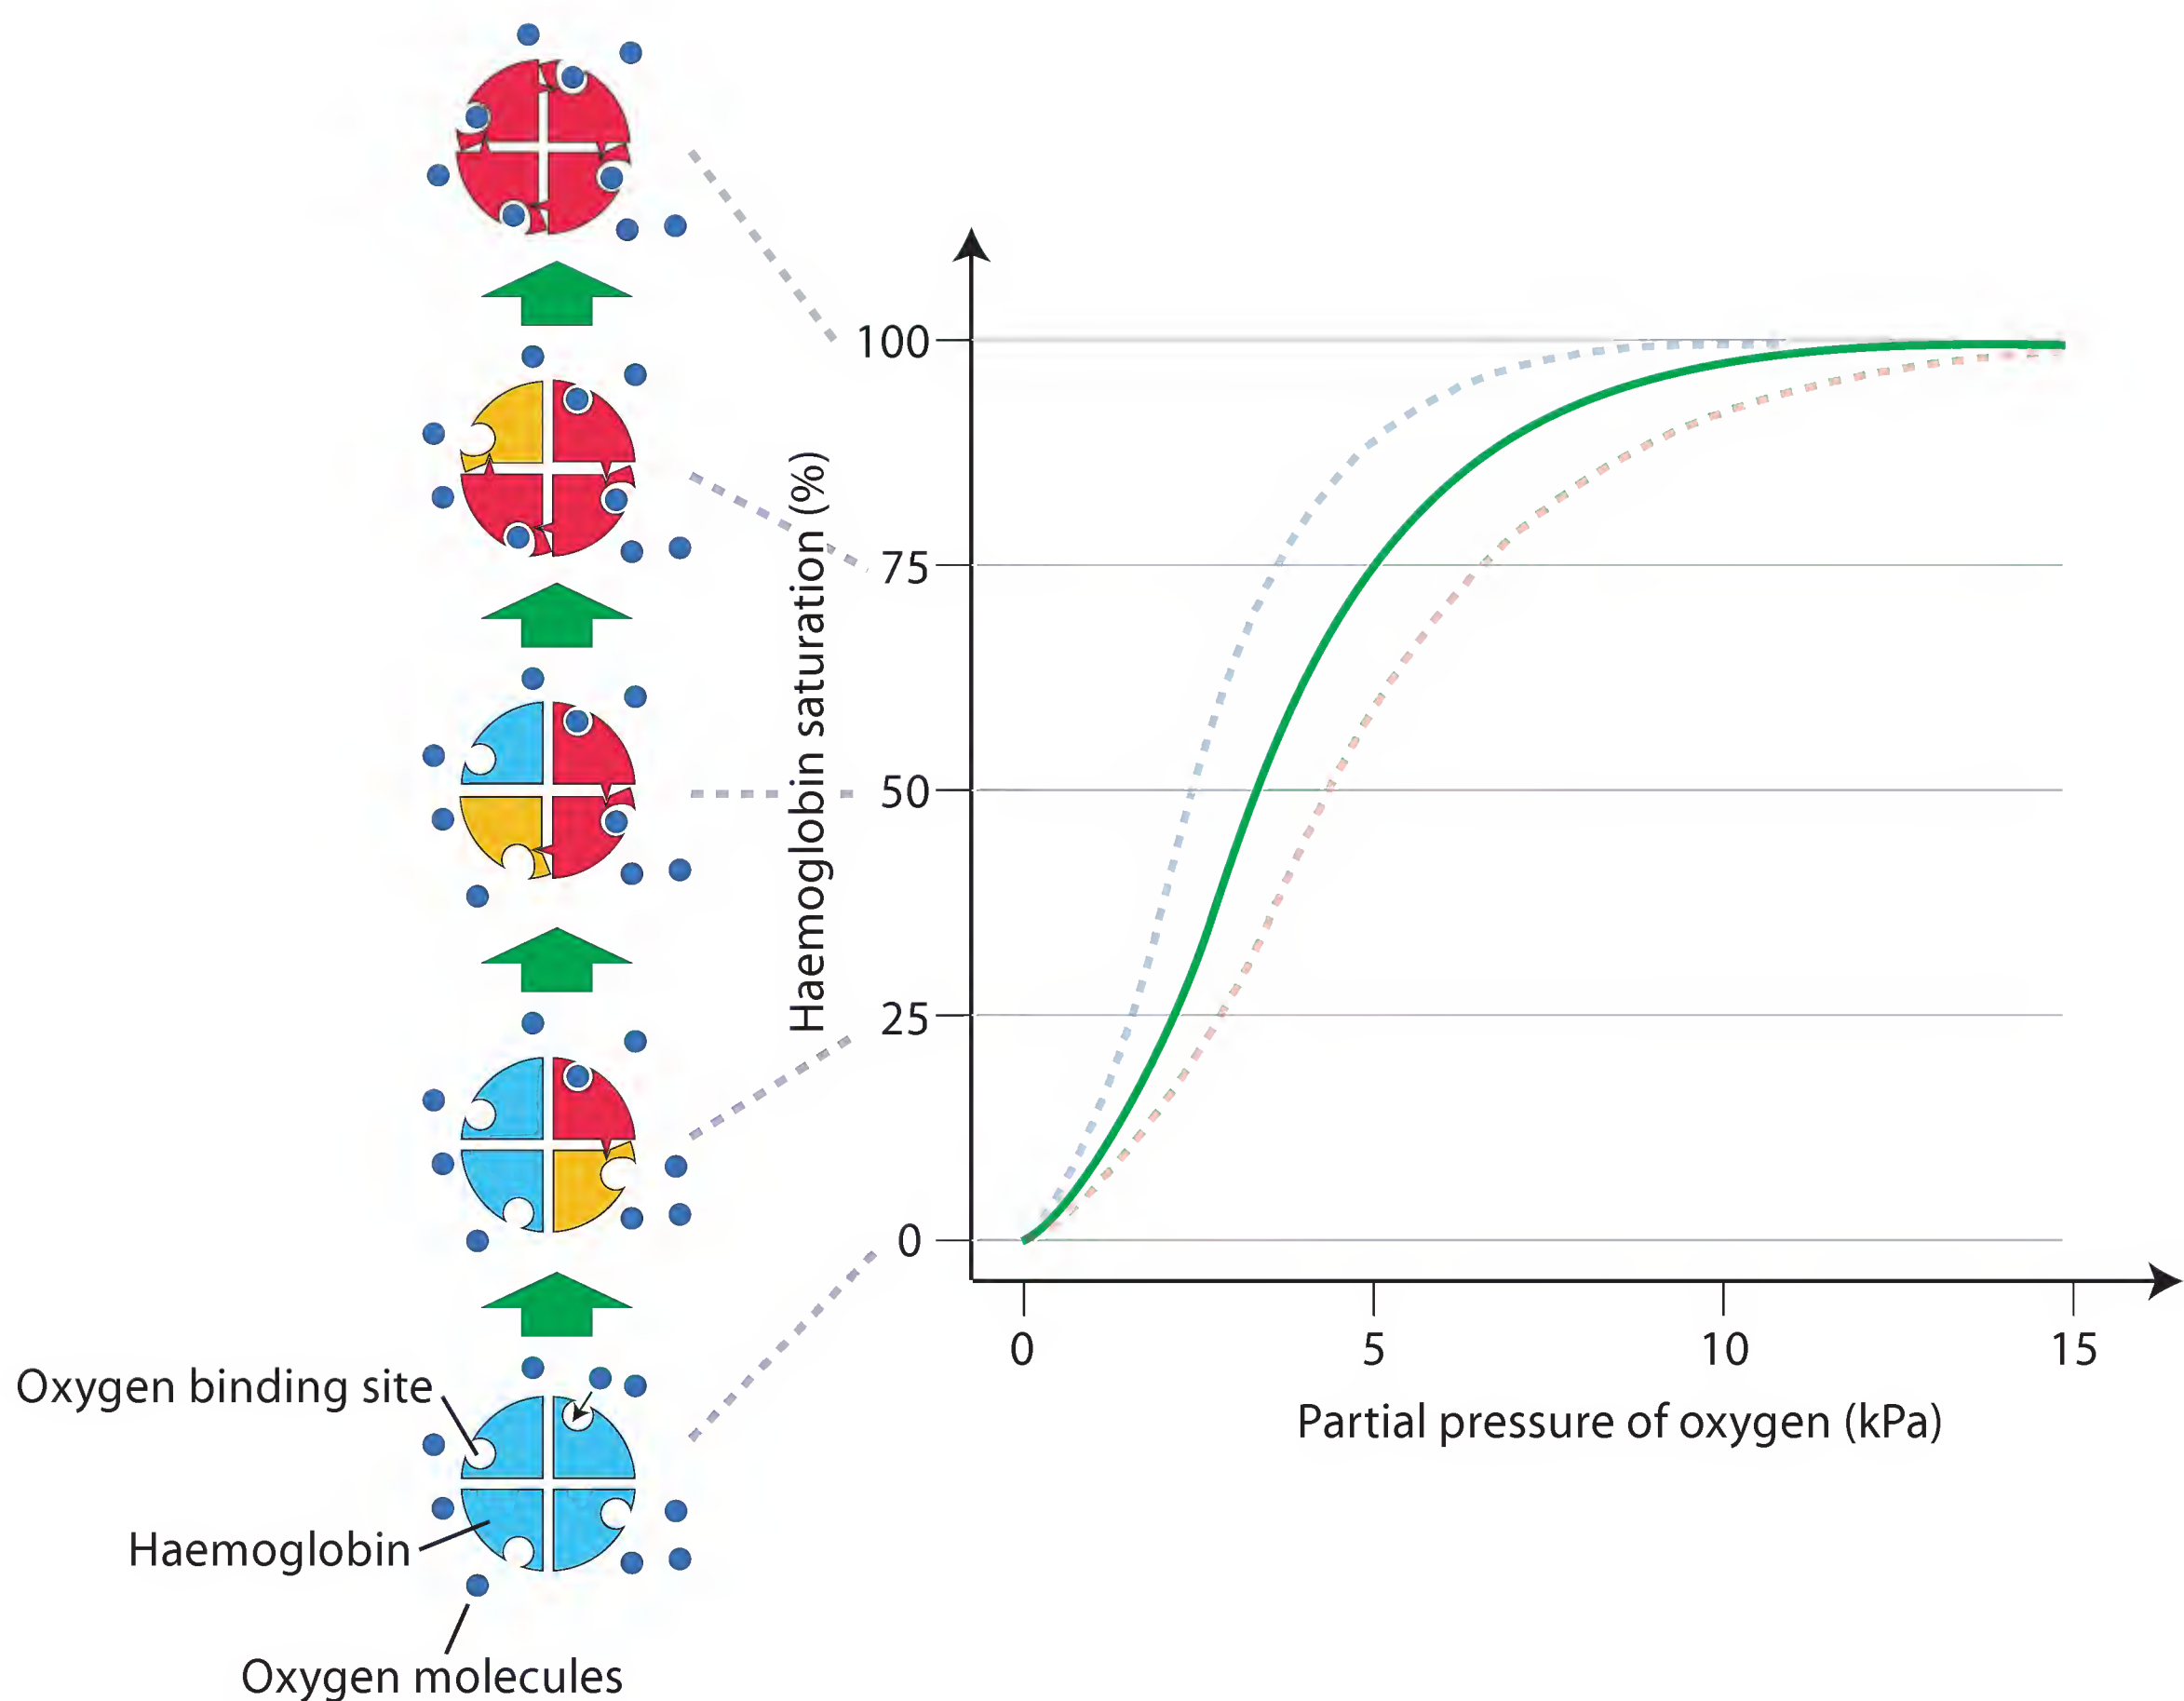 Haemoglobin saturation (%)
100
75
50
25
0
0
5
10
15
Partial pressure of oxygen (kPa)
Oxygen binding site
Haemoglobin
Oxygen molecules